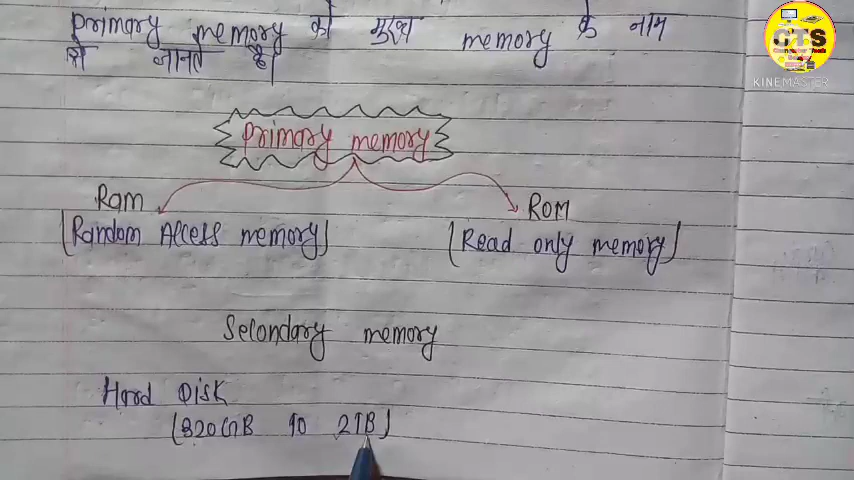 Primary memory को मुख्य memory के नाम
से जानते है।
Primary memory
Ram
(Random Access memory)
ROM
(Read only memory)
Secondary memory
Hard Disk
(320GB To 2TB)
CTS
KINEMASTER